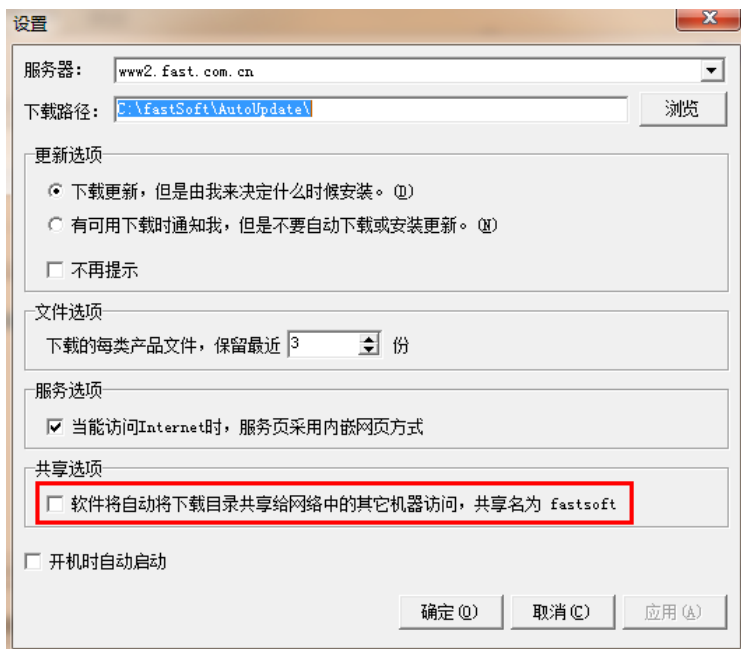 设置
服务器: www2.fast.com.cn
下载路径: C:\fastSoft\AutoUpdate\ 浏览
更新选项
下载更新，但是由我来决定什么时候安装。(D)
有可用下载时通知我，但是不要自动下载或安装更新。(N)
不再提示
文件选项
下载的每类产品文件，保留最近 3 份
服务选项
当能访问Internet时，服务页采用内嵌网页方式
共享选项
软件将自动将下载目录共享给网络中的其它机器访问，共享名为 fastsoft
开机时自动启动
确定(O) 取消(C) 应用(A)